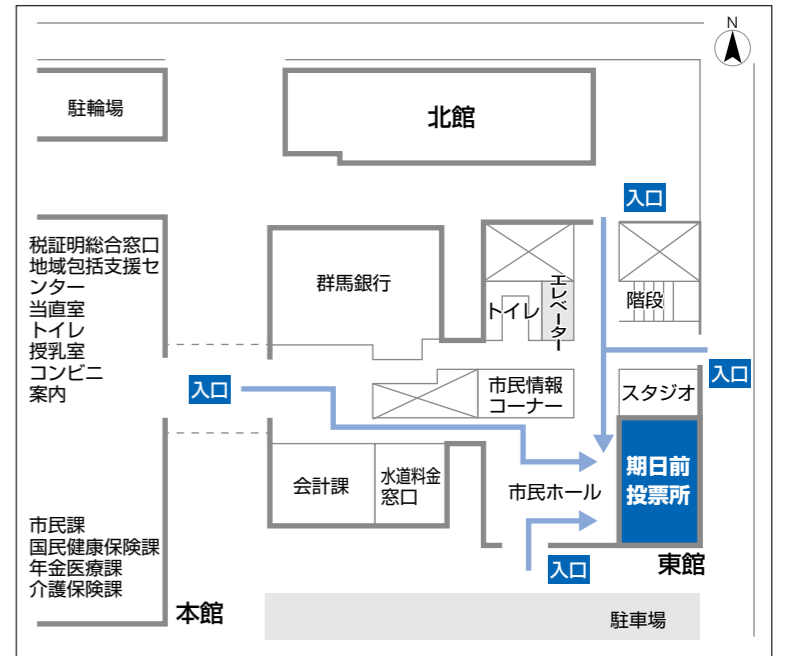 N
駐輪場
北館
入口
税証明総合窓口
地域包括支援セ
ンター
当直室
トイレ
授乳室
コンビニ
案内
群馬銀行
トイレ
エレベーター
階段
入口
入口
市民情報
コーナー
スタジオ
会計課
水道料金
窓口
市民ホール
期日前
投票所
市民課
国民健康保険課
年金医療課
介護保険課
本館
入口
東館
駐車場